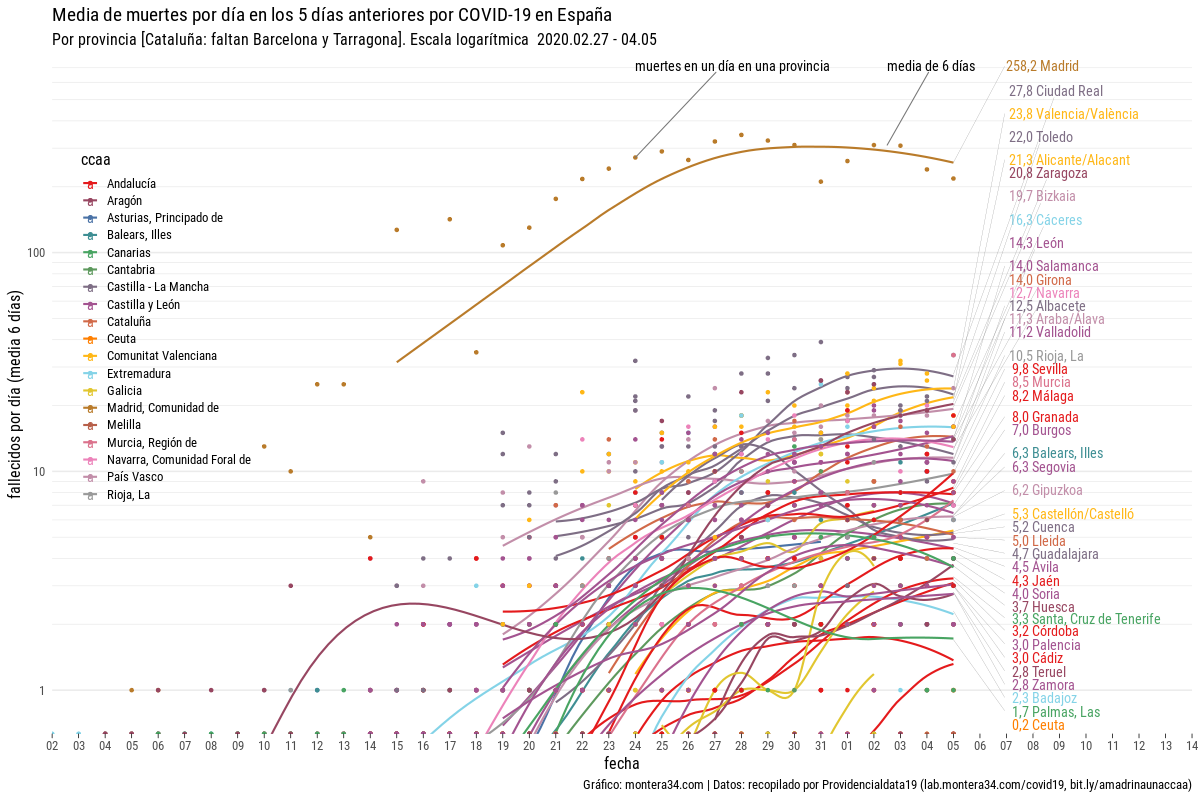 Media de muertes por día en los 5 días anteriores por COVID-19 en España
Por provincia [Cataluña: faltan Barcelona y Tarragona]. Escala logarítmica 2020.02.27 - 04.05
muertes en un día en una provincia
media de 6 días
258,2 Madrid
27,8 Ciudad Real
23,8 Valencia/València
22,0 Toledo
21,3 Alicante/Alacant
20,8 Zaragoza
19,7 Bizkaia
16,3 Cáceres
14,3 León
14,0 Salamanca
14,0 Girona
12,7 Navarra
12,5 Albacete
11,3 Araba/Álava
11,2 Valladolid
10,5 Rioja, La
9,8 Sevilla
8,5 Murcia
8,2 Málaga
8,0 Granada
7,0 Burgos
6,3 Balears, Illes
6,3 Segovia
6,2 Gipuzkoa
5,3 Castellón/Castelló
5,2 Cuenca
5,0 Lleida
4,7 Guadalajara
4,5 Ávila
4,3 Jaén
4,0 Soria
3,7 Huesca
3,3 Santa, Cruz de Tenerife
3,2 Córdoba
3,0 Palencia
3,0 Cádiz
2,8 Teruel
2,8 Zamora
2,3 Badajoz
1,7 Palmas, Las
0,2 Ceuta
ccaa
Andalucía
Aragón
Asturias, Principado de
Balears, Illes
Canarias
Cantabria
Castilla - La Mancha
Castilla y León
Cataluña
Ceuta
Comunitat Valenciana
Extremadura
Galicia
Madrid, Comunidad de
Melilla
Murcia, Región de
Navarra, Comunidad Foral de
País Vasco
Rioja, La
fallecidos por día (media 6 días)
100
10
1
02 03 04 05 06 07 08 09 10 11 12 13 14 15 16 17 18 19 20 21 22 23 24 25 26 27 28 29 30 31 01 02 03 04 05 06 07 08 09 10 11 12 13 14
fecha
Gráfico: montera34.com | Datos: recopilado por Providencialdata19 (lab.montera34.com/covid19, bit.ly/amadrinaunaccaa)